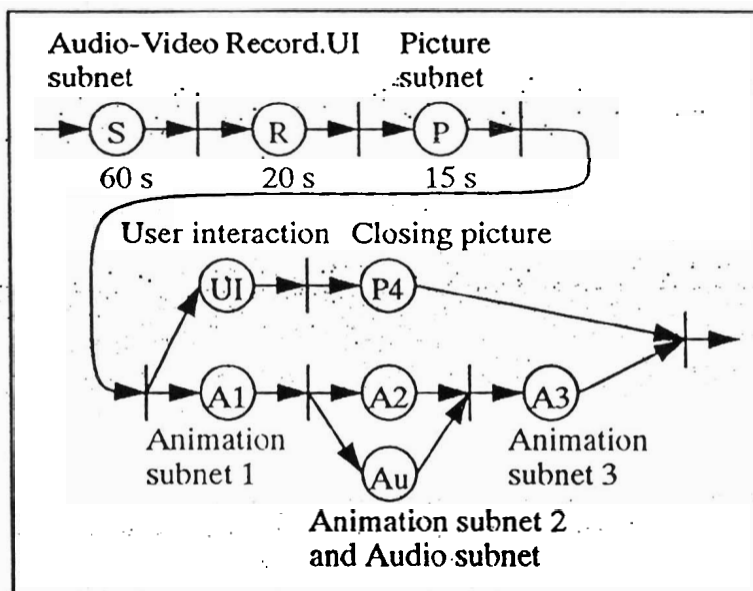 Audio-Video Record.UI Picture
subnet subnet
S R P
60 s 20 s 15 s
User interaction Closing picture
UI P4
A1 A2 A3
Animation
subnet 1
Animation
subnet 3
Au
Animation subnet 2
and Audio subnet